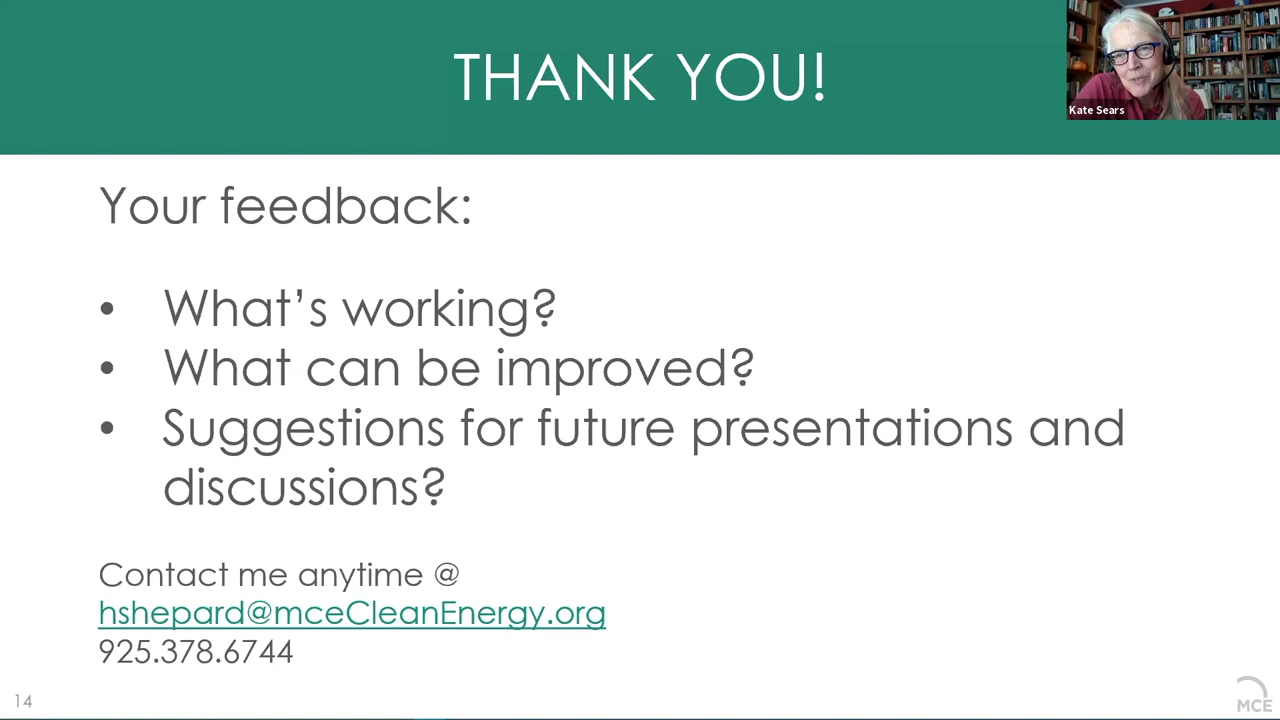 THANK YOU!
Kate Sears
Your feedback:
• What's working?
• What can be improved?
• Suggestions for future presentations and
discussions?
Contact me anytime @
hshepard@mceCleanEnergy.org
925.378.6744
14
MCE